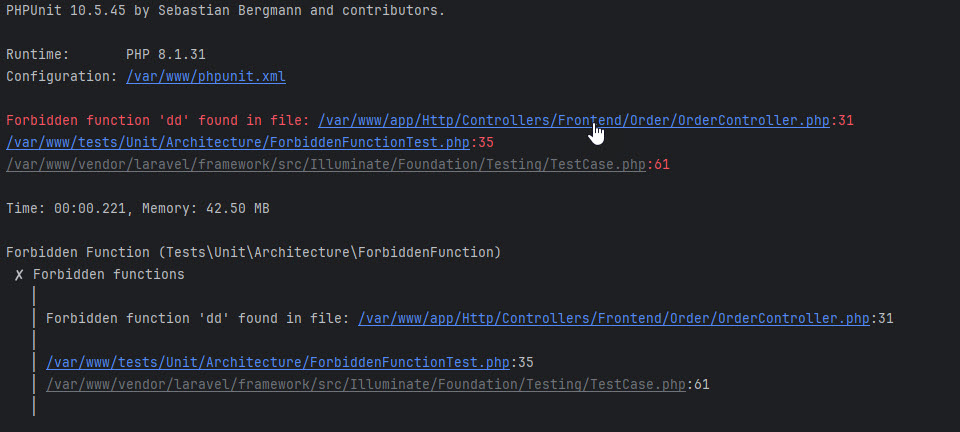 PHPUnit 10.5.45 by Sebastian Bergmann and contributors.
Runtime:       PHP 8.1.31
Configuration: /var/www/phpunit.xml
Forbidden function 'dd' found in file: /var/www/app/Http/Controllers/Frontend/Order/OrderController.php:31
/var/www/tests/Unit/Architecture/ForbiddenFunctionTest.php:35
/var/www/vendor/laravel/framework/src/Illuminate/Foundation/Testing/TestCase.php:61
Time: 00:00.221, Memory: 42.50 MB
Forbidden Function (Tests\Unit\Architecture\ForbiddenFunction)
✗ Forbidden functions
Forbidden function 'dd' found in file: /var/www/app/Http/Controllers/Frontend/Order/OrderController.php:31
/var/www/tests/Unit/Architecture/ForbiddenFunctionTest.php:35
/var/www/vendor/laravel/framework/src/Illuminate/Foundation/Testing/TestCase.php:61